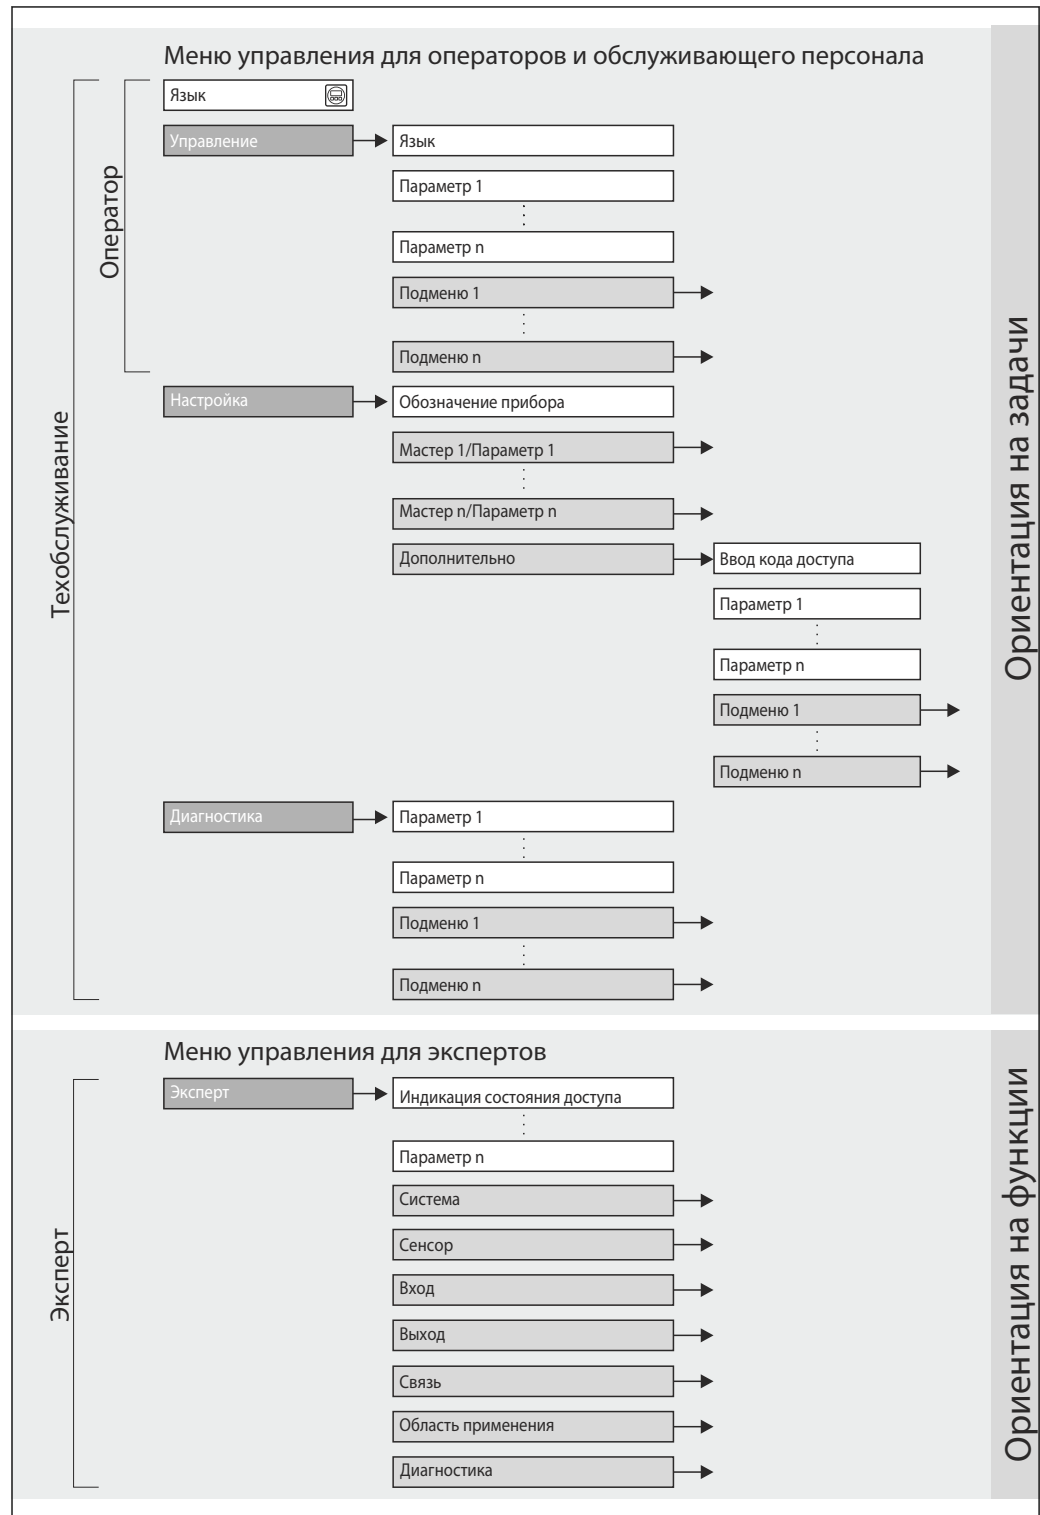 Меню управления для операторов и обслуживающего персонала
Язык
Управление
Язык
Параметр 1
Параметр n
Подменю 1
Подменю n
Оператор
Настройка
Обозначение прибора
Мастер 1/Параметр 1
Мастер n/Параметр n
Дополнительно
Ввод кода доступа
Параметр 1
Параметр n
Подменю 1
Подменю n
Диагностика
Параметр 1
Параметр n
Подменю 1
Подменю n
Техобслуживание
Ориентация на задачи
Меню управления для экспертов
Эксперт
Индикация состояния доступа
Параметр n
Система
Сенсор
Вход
Выход
Связь
Область применения
Диагностика
Эксперт
Ориентация на функции